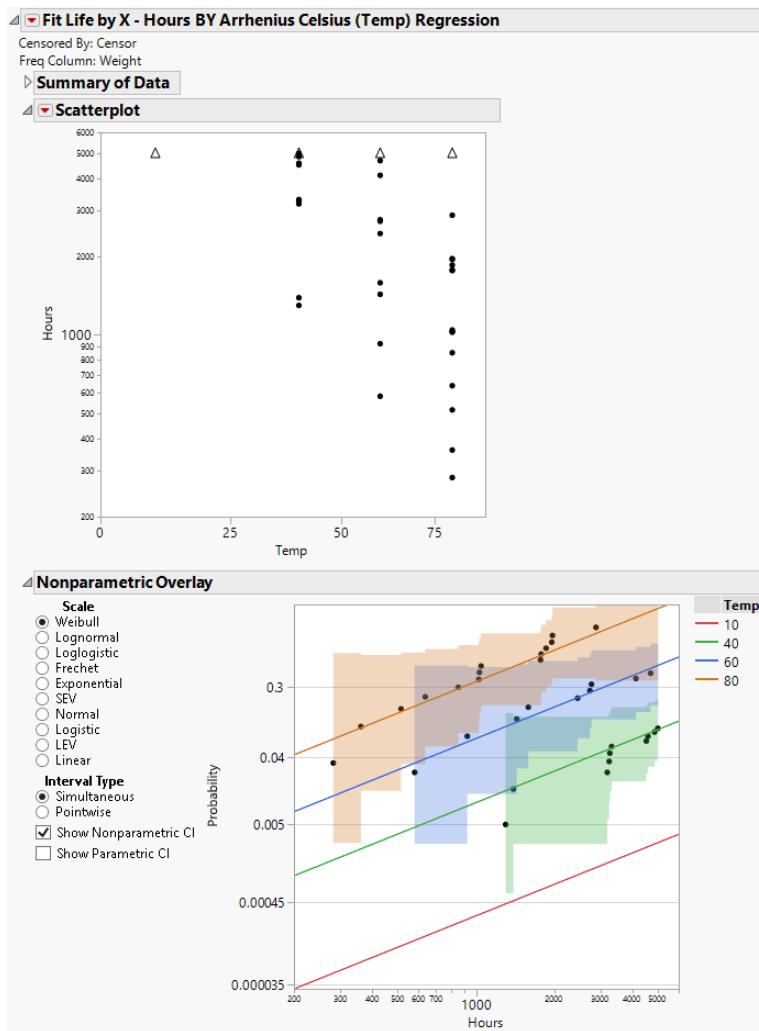 Fit Life by X - Hours BY Arrhenius Celsius (Temp) Regression
Censored By: Censor
Freq Column: Weight
Summary of Data
Scatterplot
6000
5000
4000
3000
2000
1000
900
800
700
600
500
400
300
200
Hours
0 25 50 75
Temp
Nonparametric Overlay
Scale
Weibull
Lognormal
Loglogistic
Frechet
Exponential
SEV
Normal
Logistic
LEV
Linear
Interval Type
Simultaneous
Pointwise
Show Nonparametric CI
Show Parametric CI
Probability
0.3
0.04
0.005
0.00045
0.000035
200 300 400 500 600 700 1000 2000 3000 4000 5000
Hours
Temp
10
40
60
80